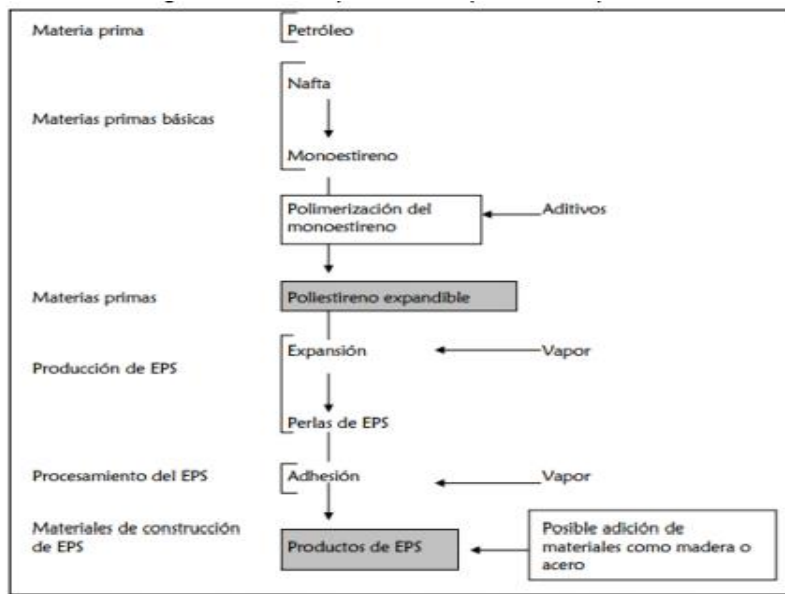 Materia prima Petróleo
Nafta
Materias primas básicas
Monoestireno
Polimerización del
monoestireno
Aditivos
Materias primas Poliestireno expandible
Expansión Vapor
Producción de EPS
Perlas de EPS
Procesamiento del EPS Adhesión Vapor
Materiales de construcción
de EPS
Productos de EPS
Posible adición de
materiales como madera o
acero